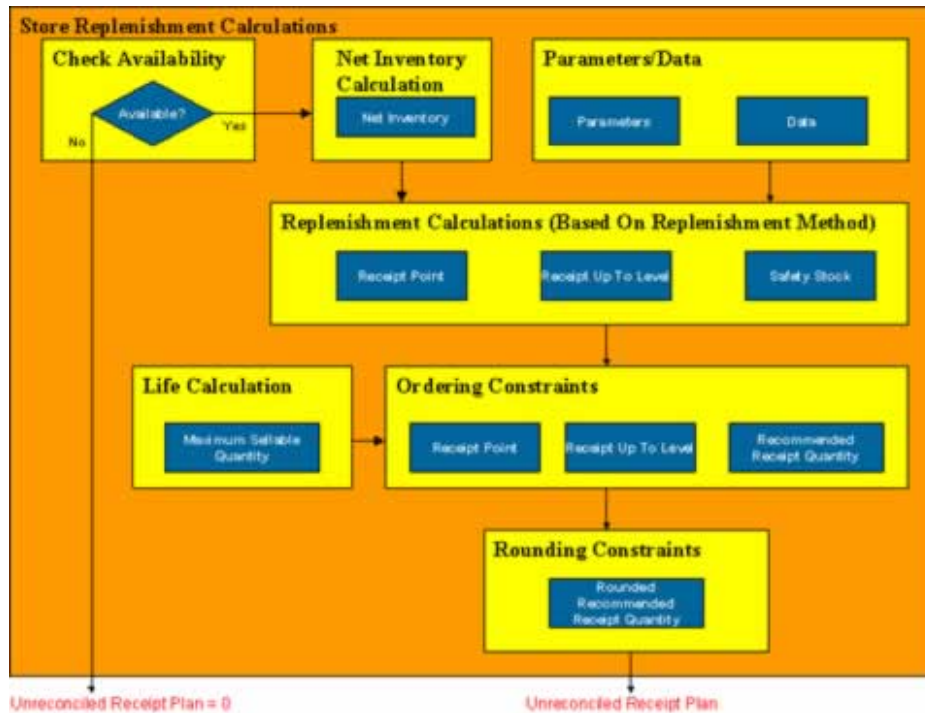 Store Replenishment Calculations
Check Availability
Available?
Yes
No
Net Inventory
Calculation
Net Inventory
Parameters/Data
Parameters
Data
Replenishment Calculations (Based On Replenishment Method)
Receipt Point
Receipt Up To Level
Safety Stock
Life Calculation
Maximum Sellable
Quantity
Ordering Constraints
Receipt Point
Receipt Up To Level
Recommended
Receipt Quantity
Rounding Constraints
Rounded
Recommended
Receipt Quantity
Unreconciled Receipt Plan = 0
Unreconciled Receipt Plan